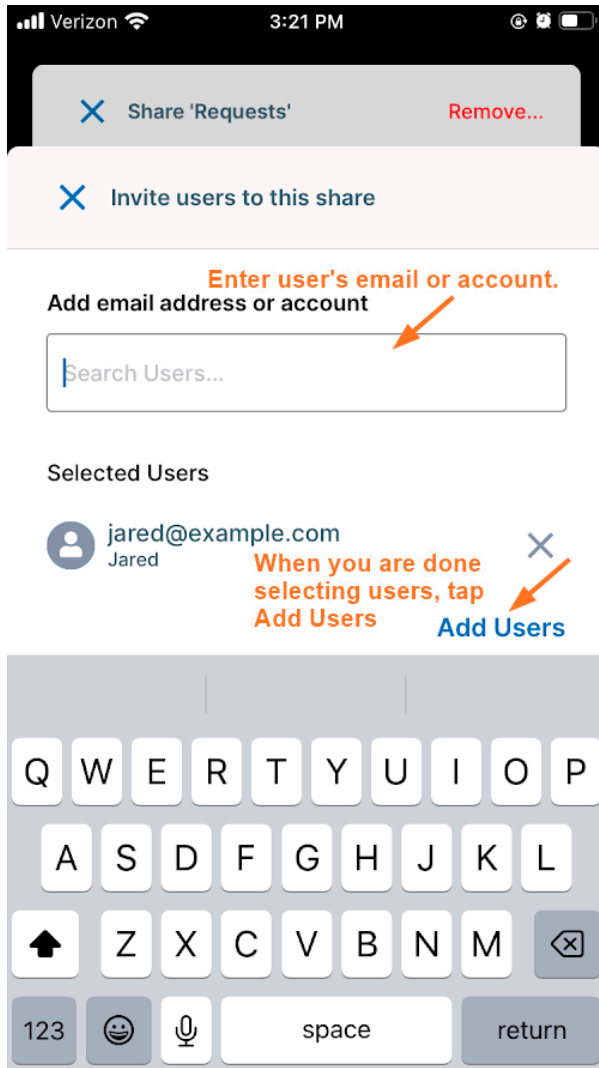 Verizon 3:21 PM
Share 'Requests' Remove...
Invite users to this share
Enter user's email or account.
Add email address or account
Search Users...
Selected Users
jared@example.com
Jared
When you are done
selecting users, tap
Add Users
Add Users
Q W E R T Y U I O P
A S D F G H J K L
Z X C V B N M
123 space return